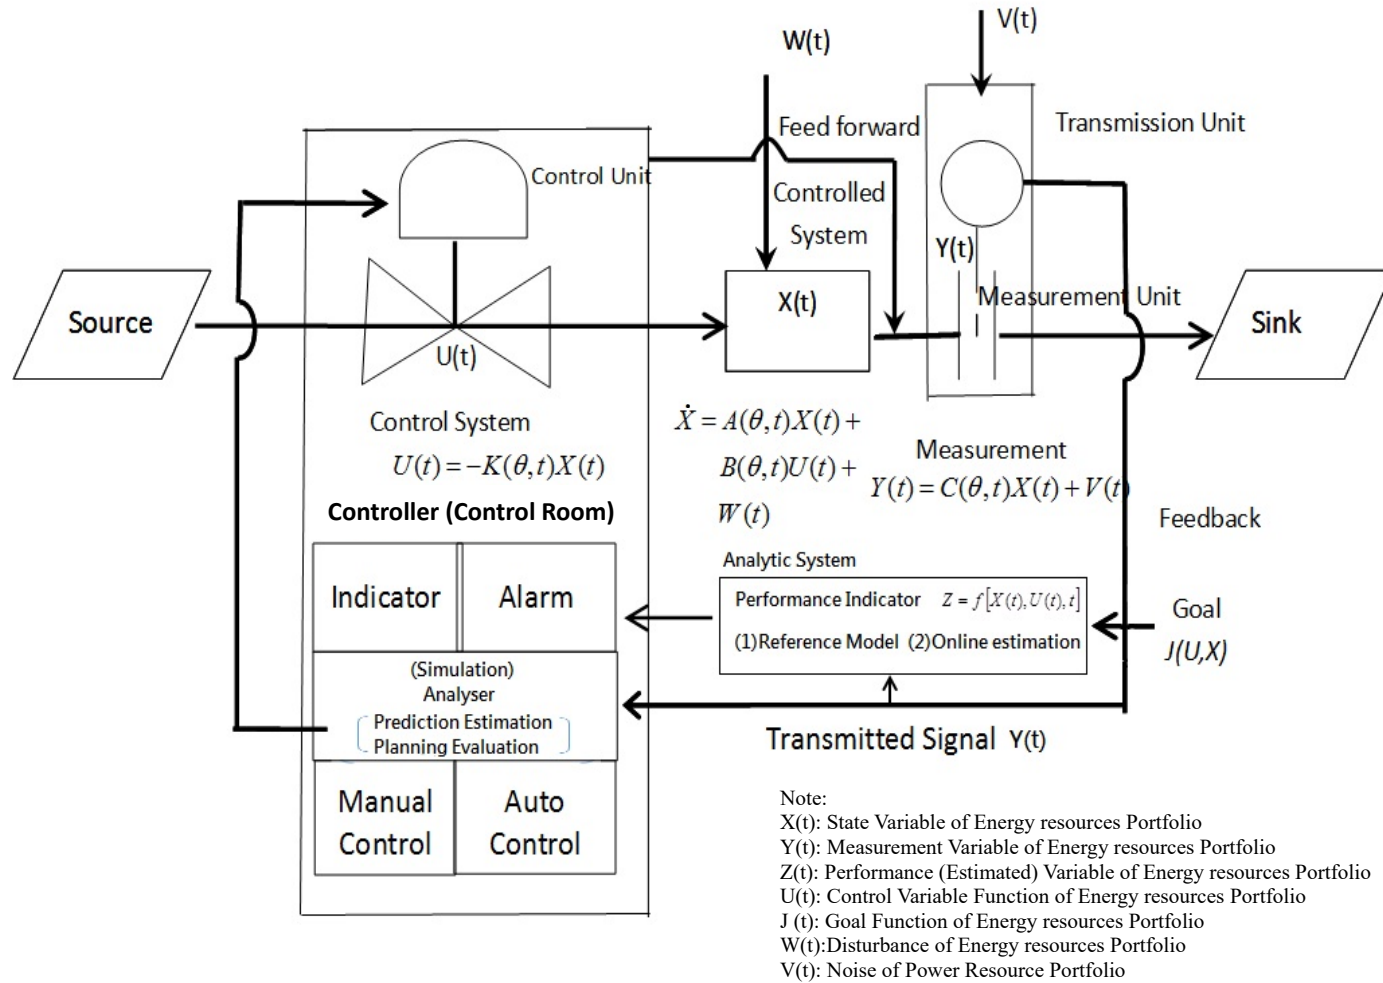 V(t)
W(t)
Feed forward
Transmission Unit
Control Unit
Controlled
System
Y(t)
Source
X(t)
Measurement Unit
Sink
U(t)
Control System
U(t) = −K(θ,t)X(t)
Ẋ = A(θ,t)X(t) +
B(θ,t)U(t) +
W(t)
Measurement
Y(t) = C(θ,t)X(t) + V(t)
Controller (Control Room)
Feedback
Analytic System
Indicator
Alarm
Performance Indicator Z = f[X(t),U(t),t]
(1)Reference Model (2)Online estimation
Goal
J(U,X)
(Simulation)
Analyser
Prediction Estimation
Planning Evaluation
Transmitted Signal Y(t)
Manual
Control
Auto
Control
Note:
X(t): State Variable of Energy resources Portfolio
Y(t): Measurement Variable of Energy resources Portfolio
Z(t): Performance (Estimated) Variable of Energy resources Portfolio
U(t): Control Variable Function of Energy resources Portfolio
J (t): Goal Function of Energy resources Portfolio
W(t):Disturbance of Energy resources Portfolio
V(t): Noise of Power Resource Portfolio